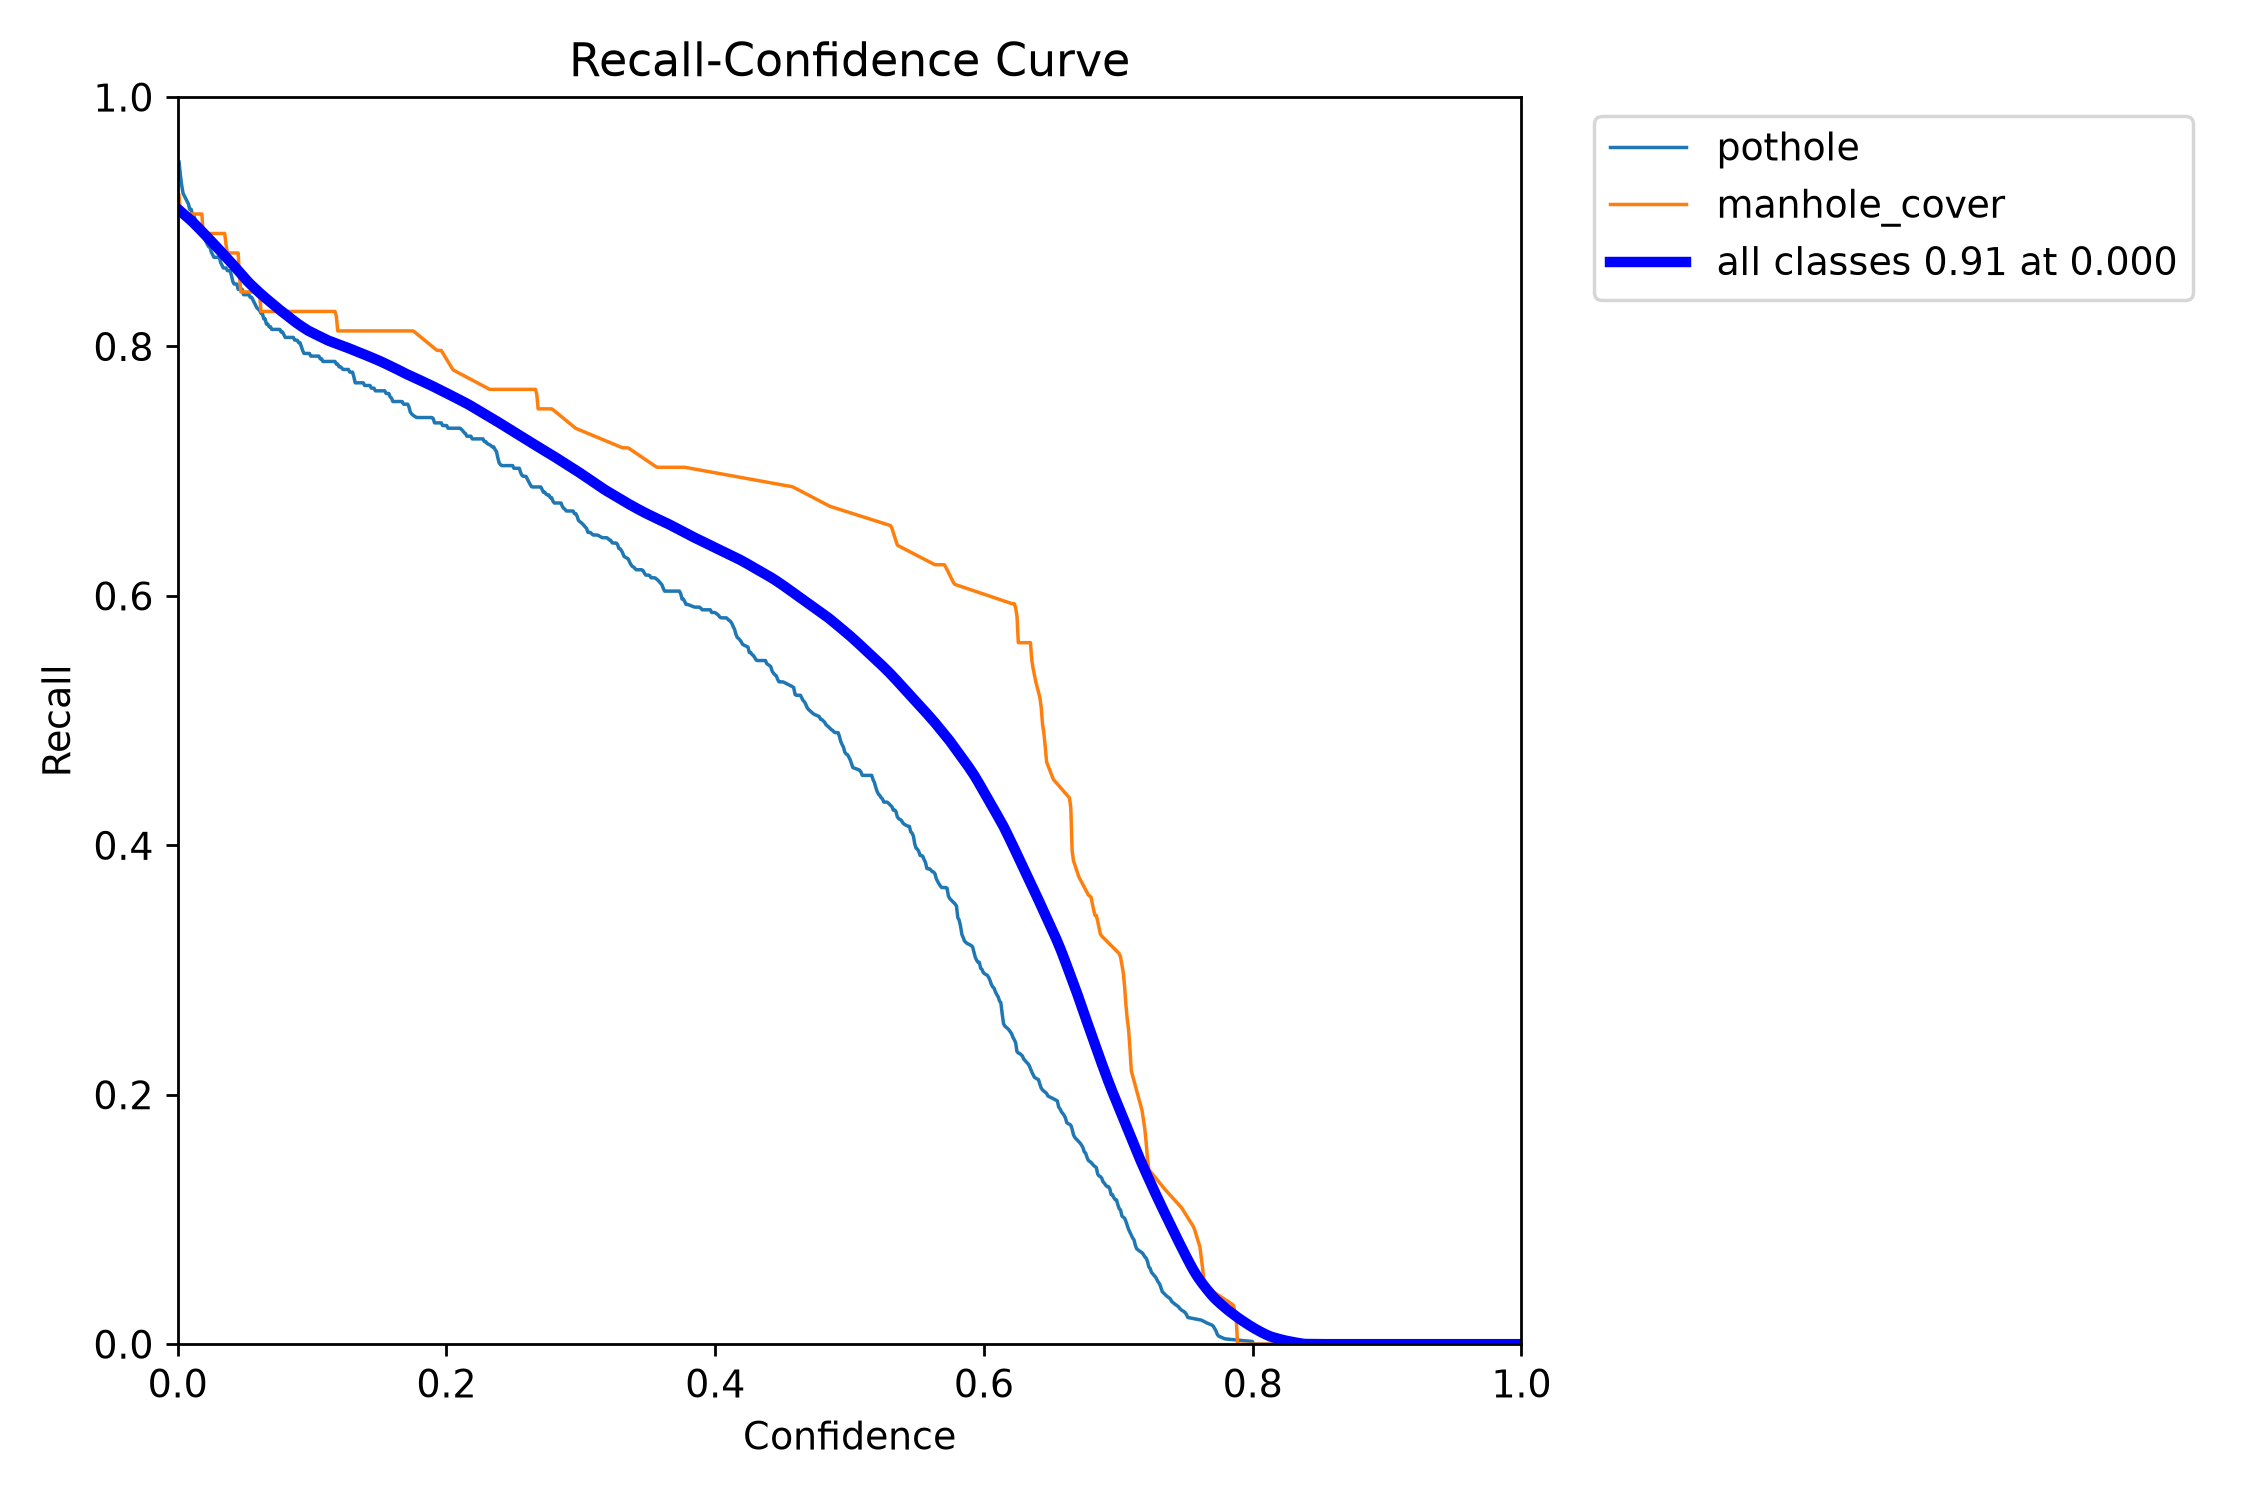 Recall-Confidence Curve
1.0
0.8
0.6
0.4
0.2
0.0
Recall
0.0 0.2 0.4 0.6 0.8 1.0
Confidence
pothole
manhole_cover
all classes 0.91 at 0.000